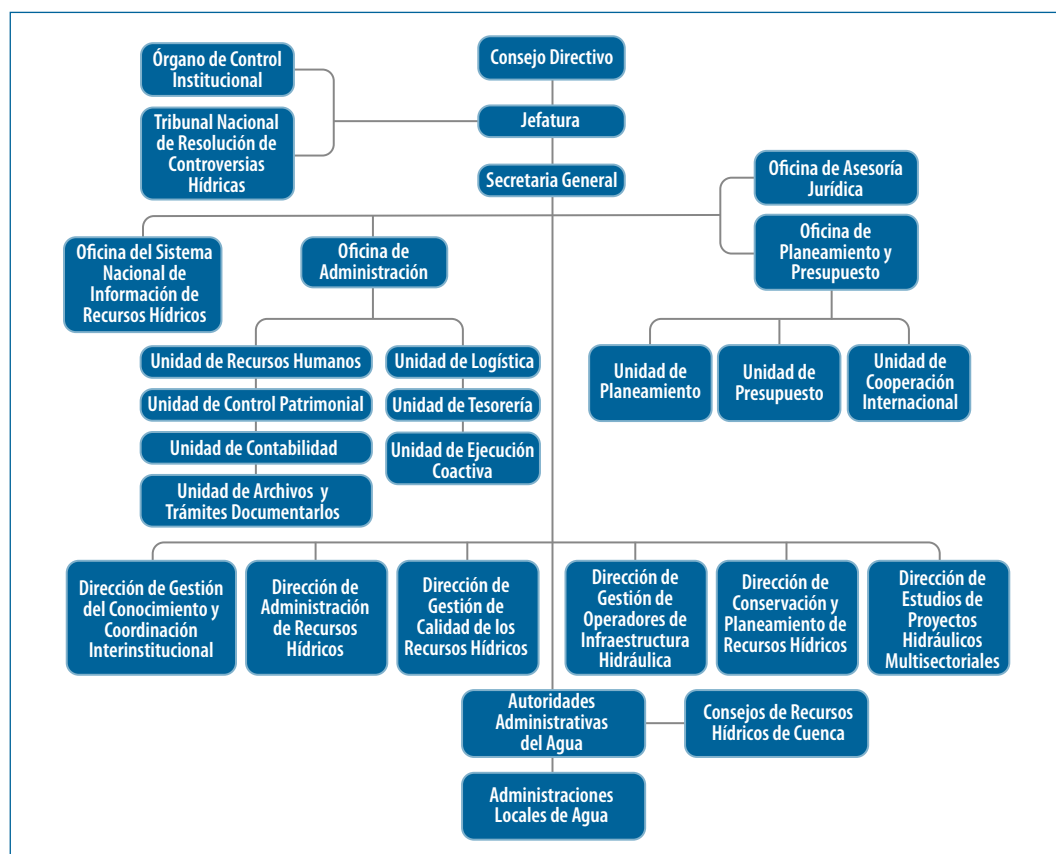 Órgano de Control
Institucional
Consejo Directivo
Tribunal Nacional
de Resolución de
Controversias
Hídricas
Jefatura
Secretaria General
Oficina de Asesoría
Jurídica
Oficina de
Planeamiento y
Presupuesto
Oficina del Sistema
Nacional de
Información de
Recursos Hídricos
Oficina de
Administración
Unidad de Recursos Humanos
Unidad de Control Patrimonial
Unidad de Contabilidad
Unidad de Archivos y
Trámites Documentarlos
Unidad de Logística
Unidad de Tesorería
Unidad de Ejecución
Coactiva
Unidad de
Planeamiento
Unidad de
Presupuesto
Unidad de
Cooperación
Internacional
Dirección de Gestión
del Conocimiento y
Coordinación
Interinstitucional
Dirección de
Administración
de Recursos
Hídricos
Dirección de
Gestión de
Calidad de los
Recursos Hídricos
Dirección de
Gestión de
Operadores de
Infraestructura
Hidráulica
Dirección de
Conservación y
Planeamiento de
Recursos Hídricos
Dirección de
Estudios de
Proyectos
Hidráulicos
Multisectoriales
Autoridades
Administrativas
del Agua
Consejos de Recursos
Hídricos de Cuenca
Administraciones
Locales de Agua